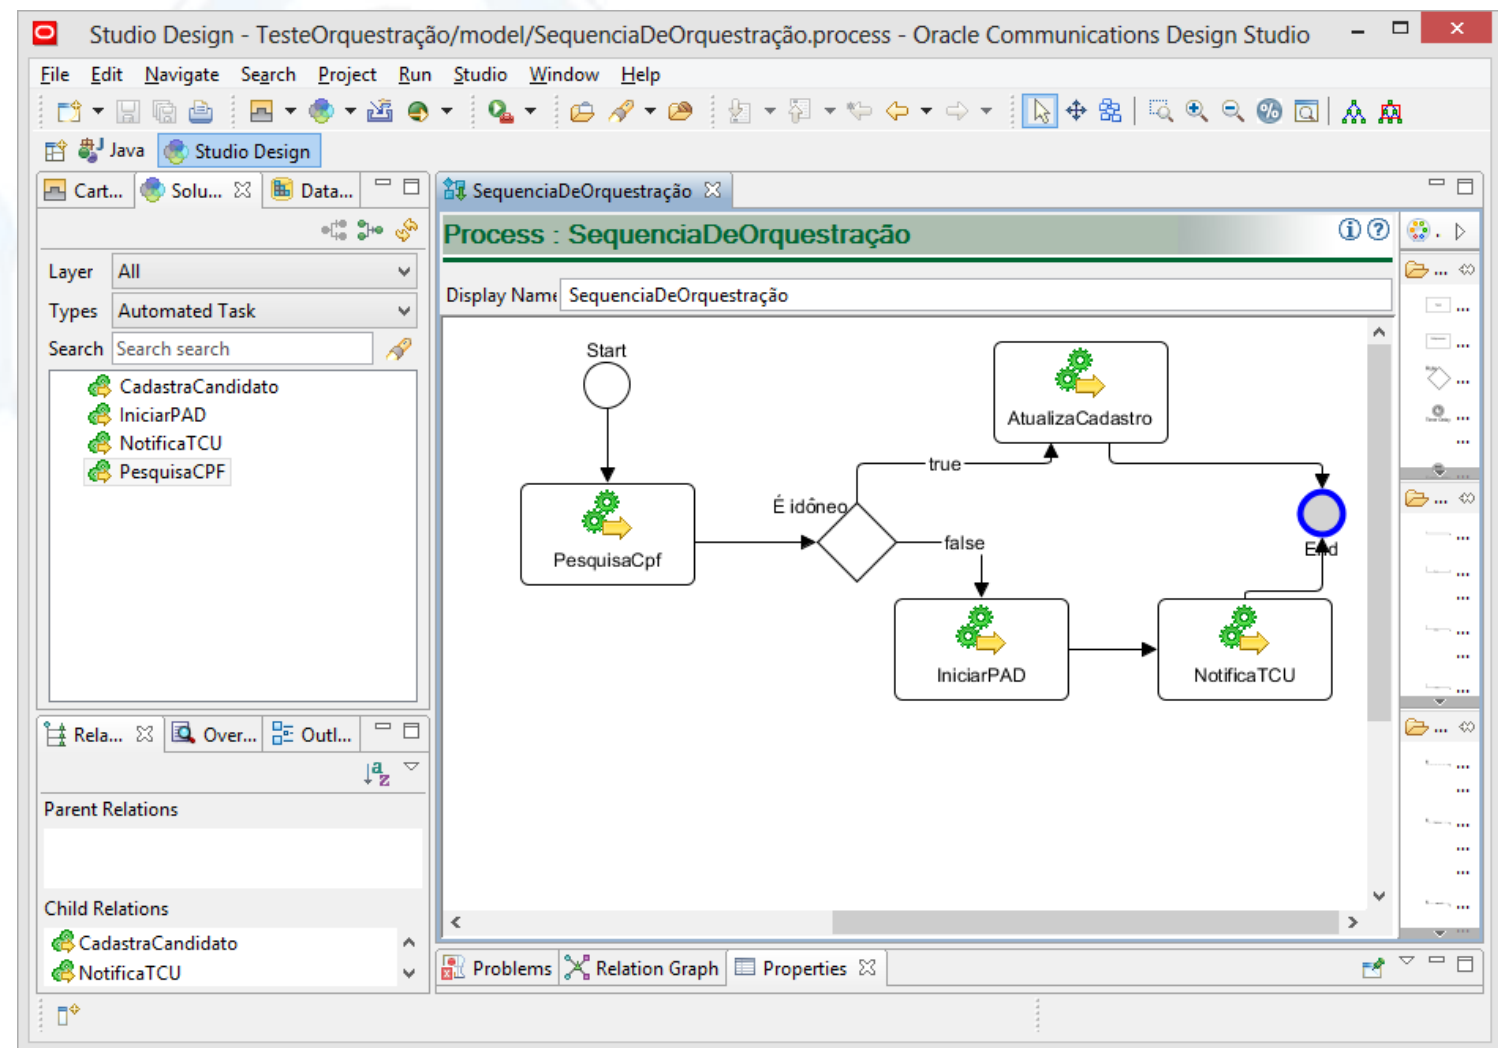 Studio Design - TesteOrquestração/model/SequenciaDeOrquestração.process - Oracle Communications Design Studio
File Edit Navigate Search Project Run Studio Window Help
Java Studio Design
Cart... Solu... Data...
Layer All
Types Automated Task
Search Search search
CadastraCandidato
IniciarPAD
NotificaTCU
PesquisaCPF
Rela... Over... Outl...
Parent Relations
Child Relations
CadastraCandidato
NotificaTCU
SequenciaDeOrquestração
Process : SequenciaDeOrquestração
Display Name SequenciaDeOrquestração
Start
AtualizaCadastro
true
É idôneo
PesquisaCpf
false
End
IniciarPAD
NotificaTCU
Problems Relation Graph Properties